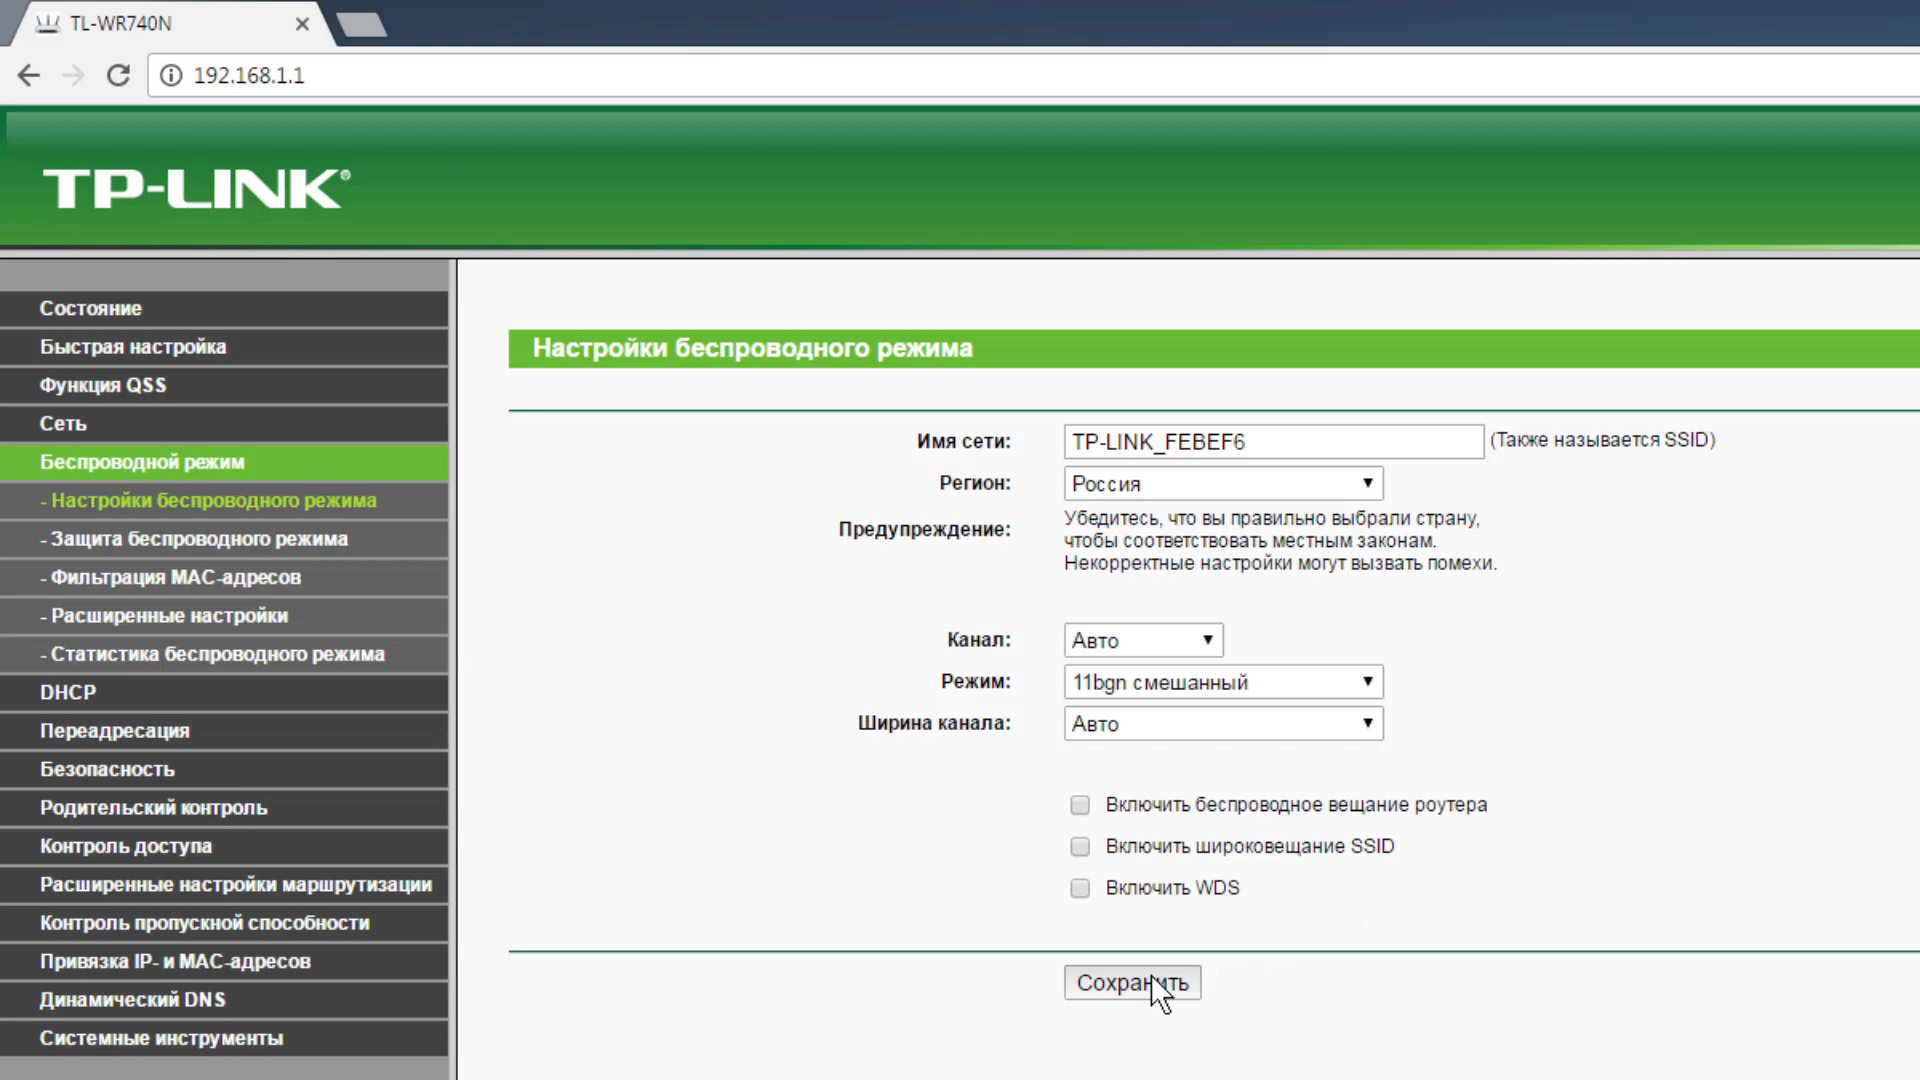 TL-WR740N
192.168.1.1
TP-LINK®
Состояние
Быстрая настройка
Функция QSS
Сеть
Беспроводной режим
- Настройки беспроводного режима
- Защита беспроводного режима
- Фильтрация MAC-адресов
- Расширенные настройки
- Статистика беспроводного режима
DHCP
Переадресация
Безопасность
Родительский контроль
Контроль доступа
Расширенные настройки маршрутизации
Контроль пропускной способности
Привязка IP- и MAC-адресов
Динамический DNS
Системные инструменты
Настройки беспроводного режима
Имя сети: TP-LINK_FEBEF6 (Также называется SSID)
Регион: Россия
Предупреждение: Убедитесь, что вы правильно выбрали страну,
чтобы соответствовать местным законам.
Некорректные настройки могут вызвать помехи.
Канал: Авто
Режим: 11bgn смешанный
Ширина канала: Авто
Включить беспроводное вещание роутера
Включить широковещание SSID
Включить WDS
Сохранить